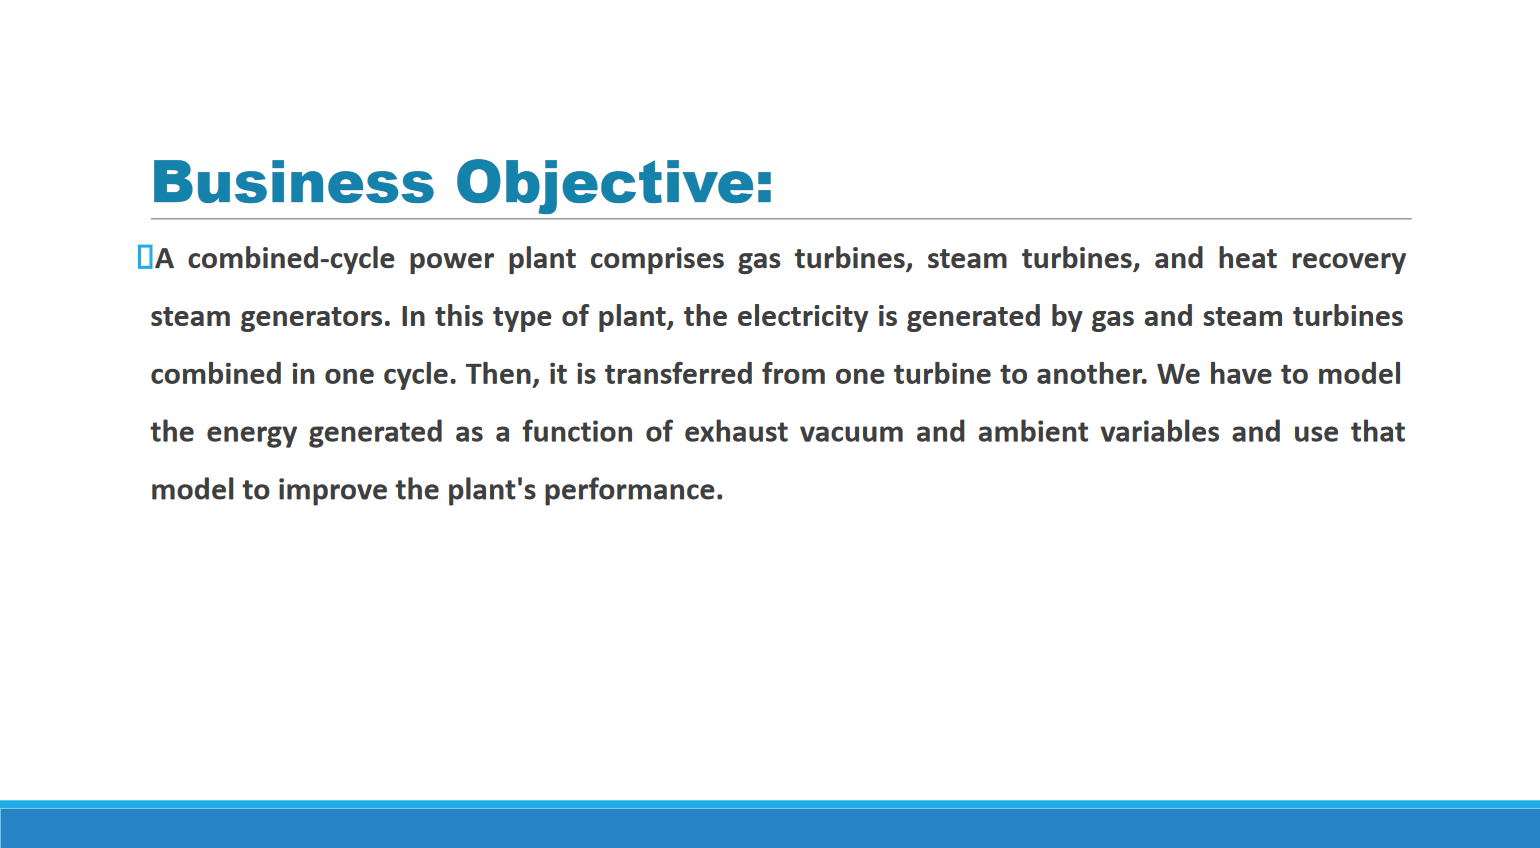 Business Objective:
A combined-cycle power plant comprises gas turbines, steam turbines, and heat recovery
steam generators. In this type of plant, the electricity is generated by gas and steam turbines
combined in one cycle. Then, it is transferred from one turbine to another. We have to model
the energy generated as a function of exhaust vacuum and ambient variables and use that
model to improve the plant's performance.